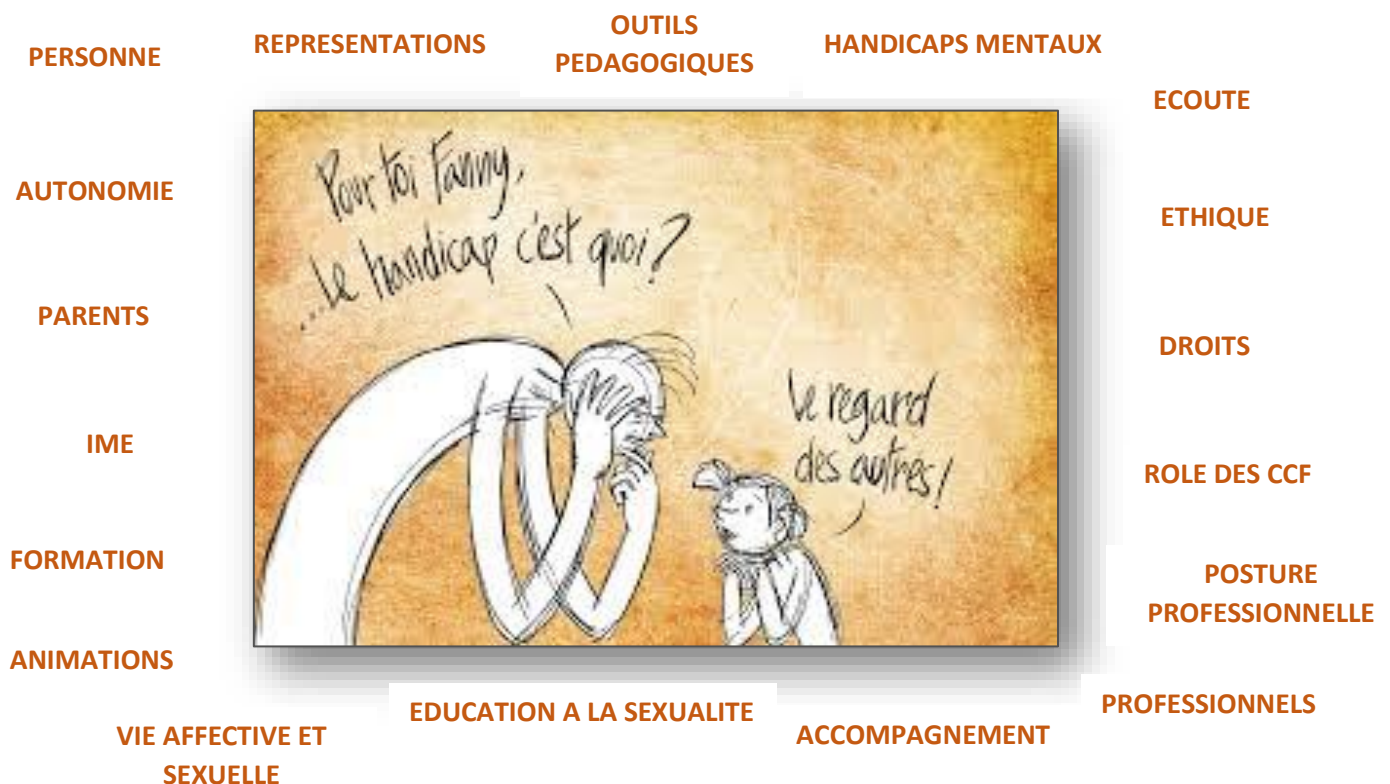 PERSONNE
REPRESENTATIONS
OUTILS
PEDAGOGIQUES
HANDICAPS MENTAUX
ECOUTE
AUTONOMIE
ETHIQUE
PARENTS
DROITS
IME
ROLE DES CCF
FORMATION
POSTURE
PROFESSIONNELLE
ANIMATIONS
PROFESSIONNELS
EDUCATION A LA SEXUALITE
ACCOMPAGNEMENT
VIE AFFECTIVE ET
SEXUELLE
Pour toi Fanny,
...Le handicap c'est quoi?
Le regard
des autres!